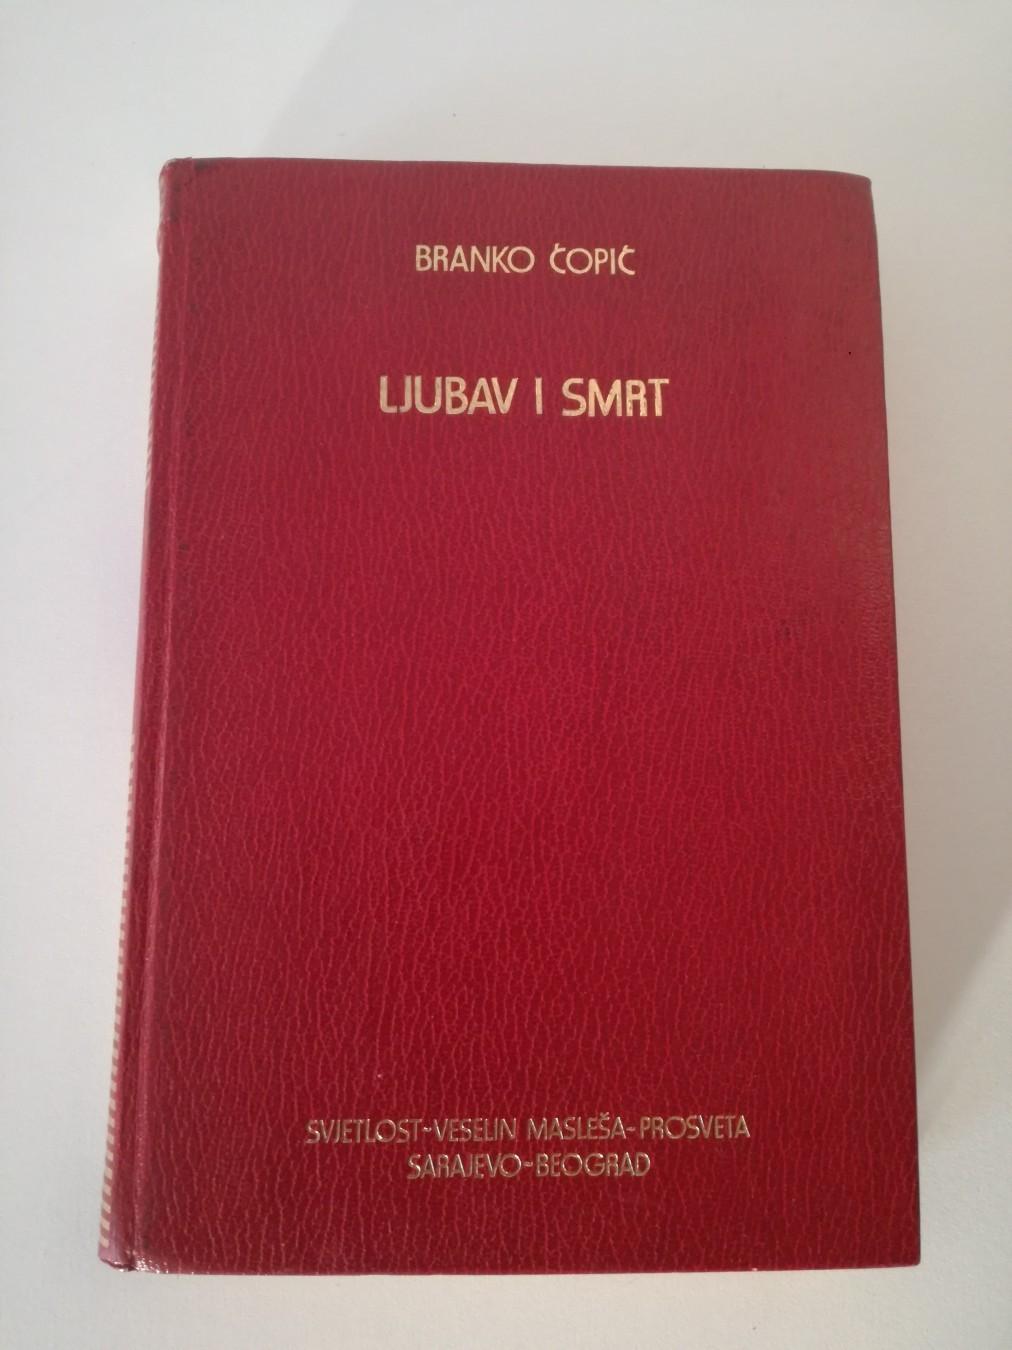 BRANKO ĆOPIĆ
LJUBAV I SMRT
SVJETLOST-VESELIN MASLEŠA-PROSVETA
SARAJEVO-BEOGRAD